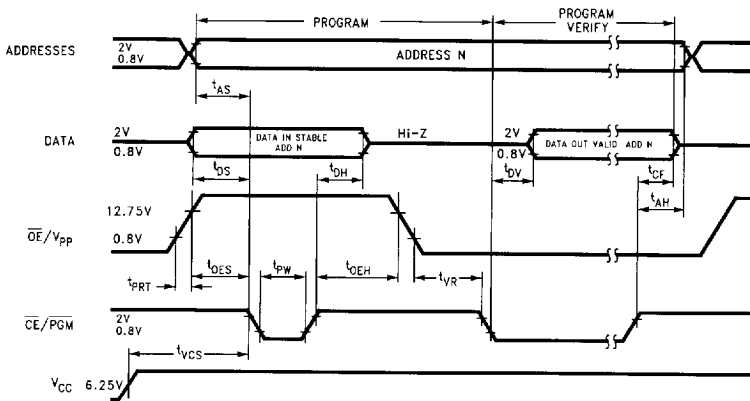 PROGRAM
PROGRAM
VERIFY
ADDRESSES
2V
0.8V
ADDRESS N
tAS
DATA
2V
0.8V
DATA IN STABLE
ADD N
Hi-Z
2V
0.8V
DATA OUT VALID ADD N
tDS
tDH
tDV
tCF
tAH
OE/VPP
12.75V
0.8V
tPRT
tOES
tPW
tOEH
tVR
CE/PGM
2V
0.8V
tVCS
VCC
6.25V